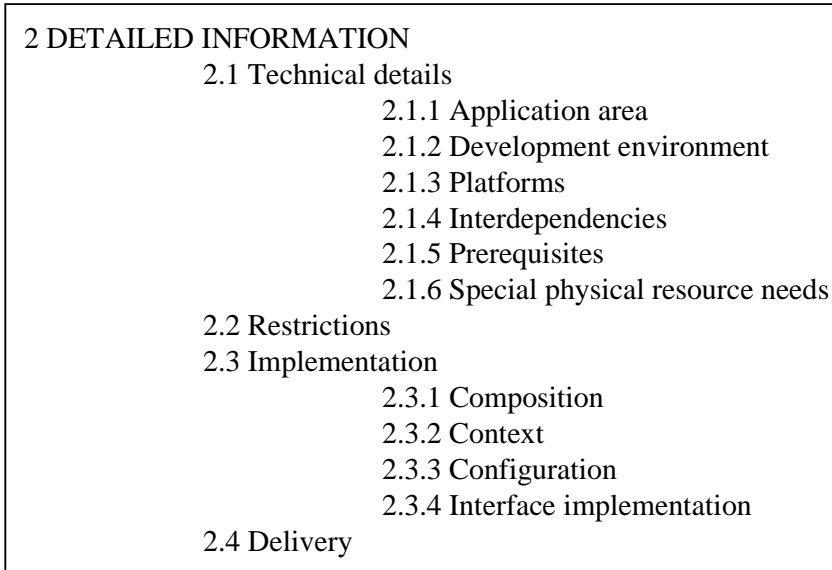 2 DETAILED INFORMATION
2.1 Technical details
2.1.1 Application area
2.1.2 Development environment
2.1.3 Platforms
2.1.4 Interdependencies
2.1.5 Prerequisites
2.1.6 Special physical resource needs
2.2 Restrictions
2.3 Implementation
2.3.1 Composition
2.3.2 Context
2.3.3 Configuration
2.3.4 Interface implementation
2.4 Delivery